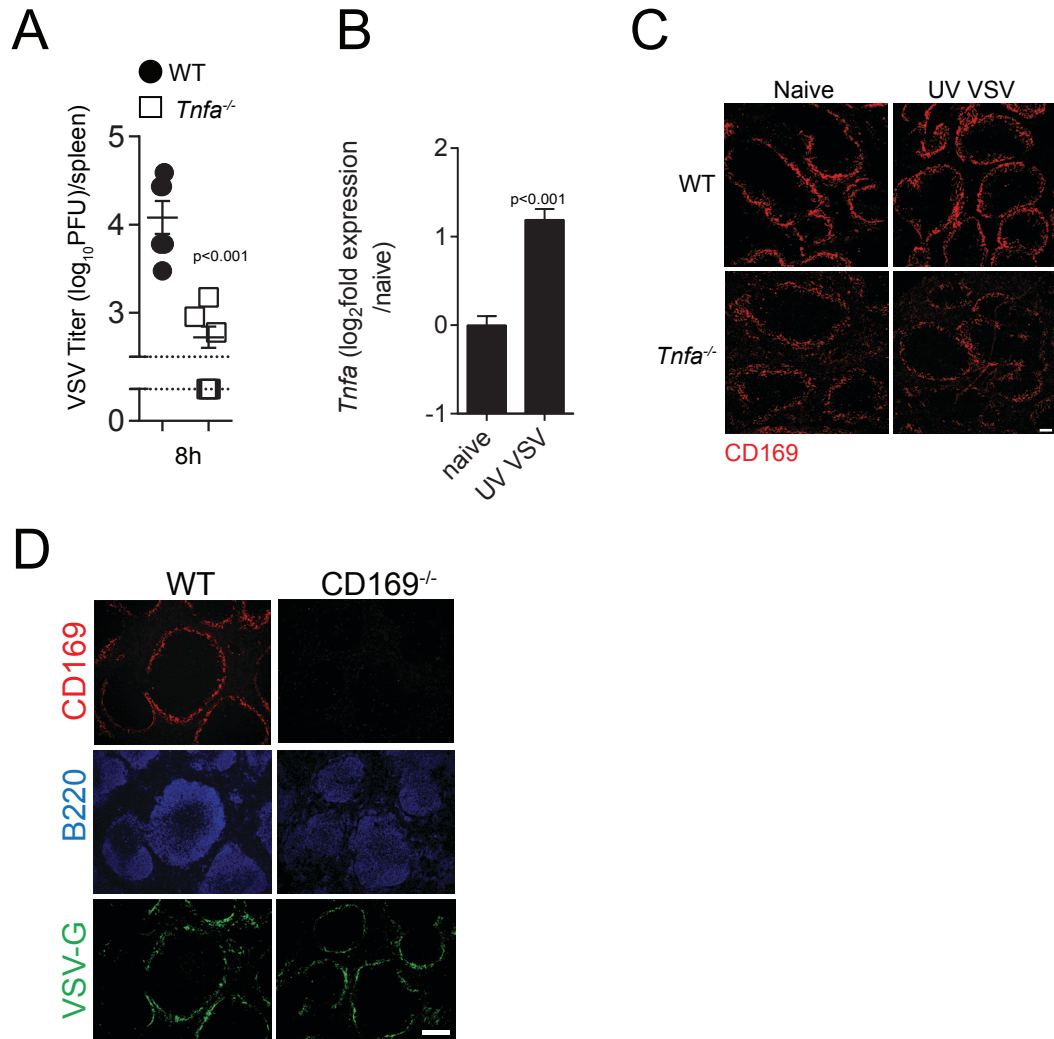 A
WT
Tnfa-/-
VSV Titer (log10PFU)/spleen
5
4
3
0
p<0.001
8h
B
Tnfa (log2fold expression
/naive)
2
1
0
-1
p<0.001
naive
UV VSV
C
Naive
UV VSV
WT
Tnfa-/-
CD169
D
WT
CD169-/-
CD169
B220
VSV-G